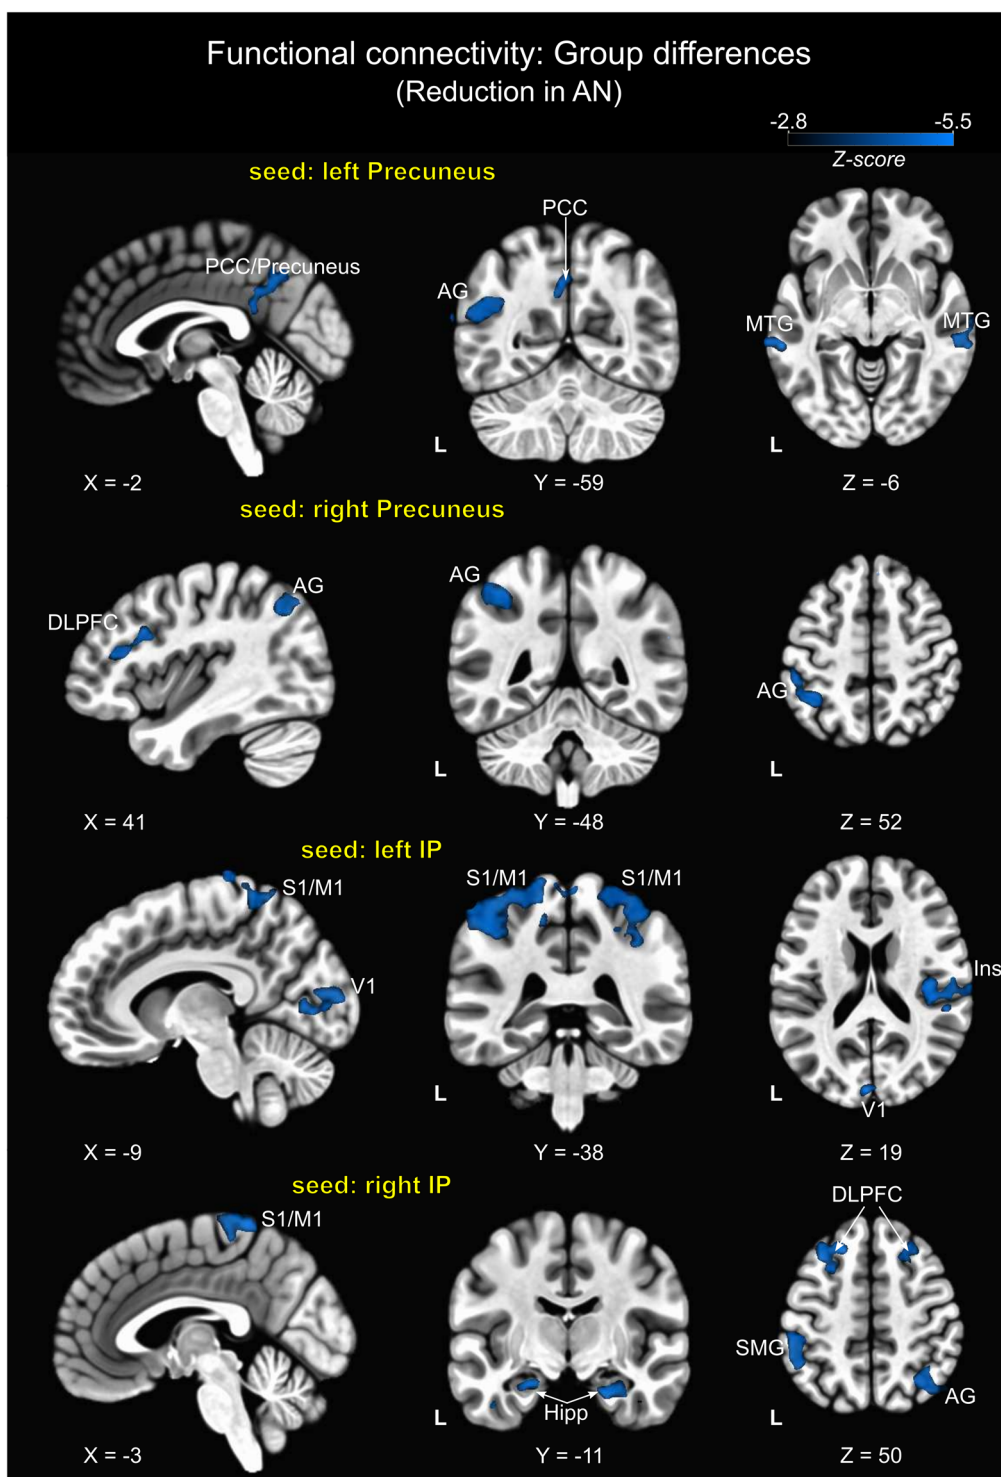 Functional connectivity: Group differences
(Reduction in AN)
-2.8 -5.5
Z-score
seed: left Precuneus
PCC/Precuneus
PCC
AG
MTG MTG
L L
X = -2 Y = -59 Z = -6
seed: right Precuneus
DLPFC AG
AG
AG
L L
X = 41 Y = -48 Z = 52
seed: left IP
S1/M1 S1/M1 S1/M1
V1 Ins
L L
V1
X = -9 Y = -38 Z = 19
seed: right IP
S1/M1
DLPFC
SMG
AG
Hipp
L L
X = -3 Y = -11 Z = 50